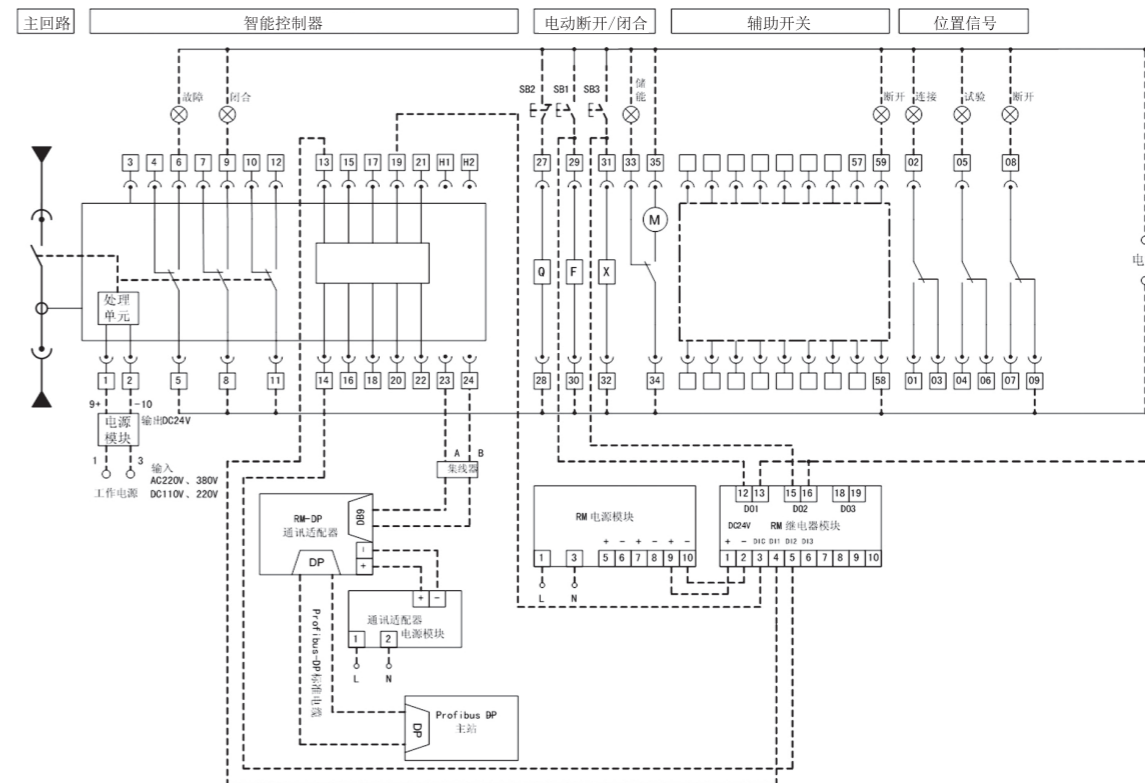 主回路 智能控制器 电动断开/闭合 辅助开关 位置信号
故障 闭合 SB2 SB1 SB3 储能 断开 连接 试验 断开
3 4 6 7 9 10 12 13 15 17 19 21 H1 H2 27 29 31 33 35 57 59 02 05 08
M
电
Q F X
处理
单元
1 2 5 8 11 14 16 18 20 22 23 24 28 30 32 34 58 01 03 04 06 07 09
9+ -10
电源
模块
输出DC24V
1 3
工作电源
输入
AC220V、380V
DC110V、220V
A B
集线器
RM-DP
通讯适配器
DB9
DP
- +
+ -
通讯适配器
电源模块
1 2
L N
Profibus-DP标准电缆
Profibus DP
主站
DP
RM 电源模块
+ - + - + -
1 3 5 6 7 8 9 10
L N
12 13 15 16 18 19
DO1 DO2 DO3
DC24V RM 继电器模块
+ - DIC DI1 DI2 DI3
1 2 3 4 5 6 7 8 9 10